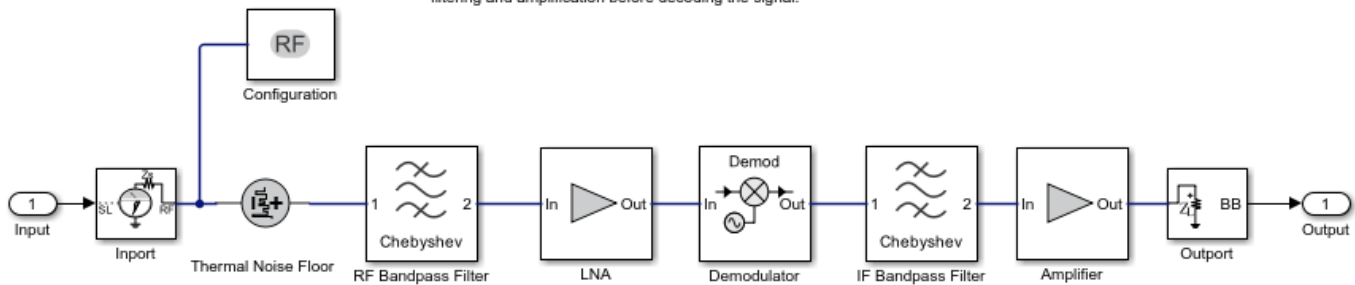 filtering and amplification before decoding the signal.
RF
Configuration
1
Input
SL
Zs
RF
Inport
Thermal Noise Floor
1
2
Chebyshev
RF Bandpass Filter
In
Out
LNA
Demod
In
Out
Demodulator
1
2
Chebyshev
IF Bandpass Filter
In
Out
Amplifier
ZL
BB
Outport
1
Output